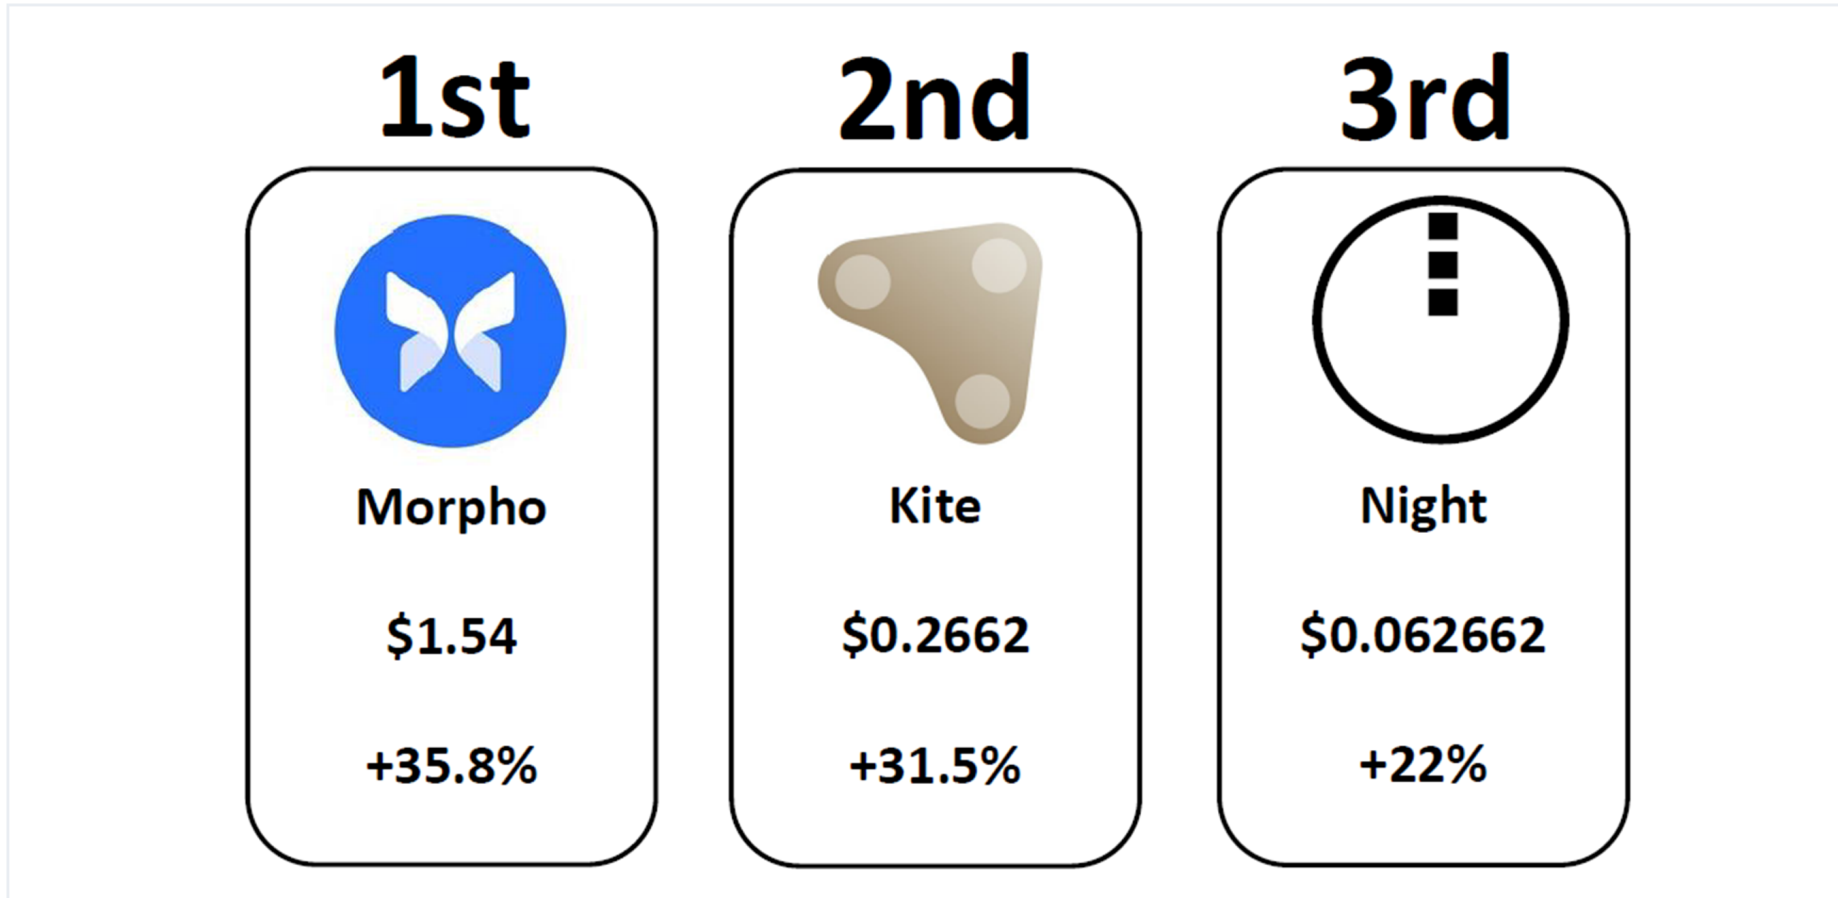 1st
2nd
3rd
Morpho
$1.54
+35.8%
Kite
$0.2662
+31.5%
Night
$0.062662
+22%